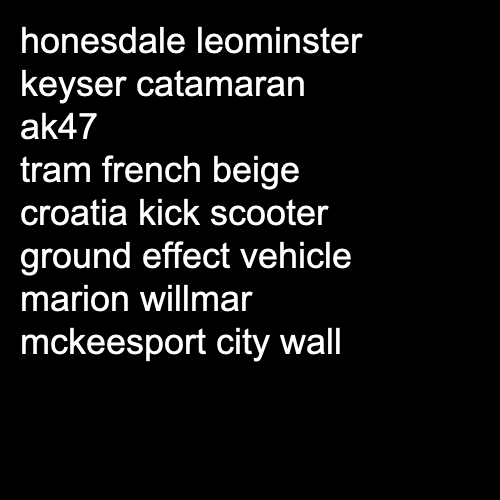 honesdale leominster
keyser catamaran
ak47
tram french beige
croatia kick scooter
ground effect vehicle
marion willmar
mckeesport city wall